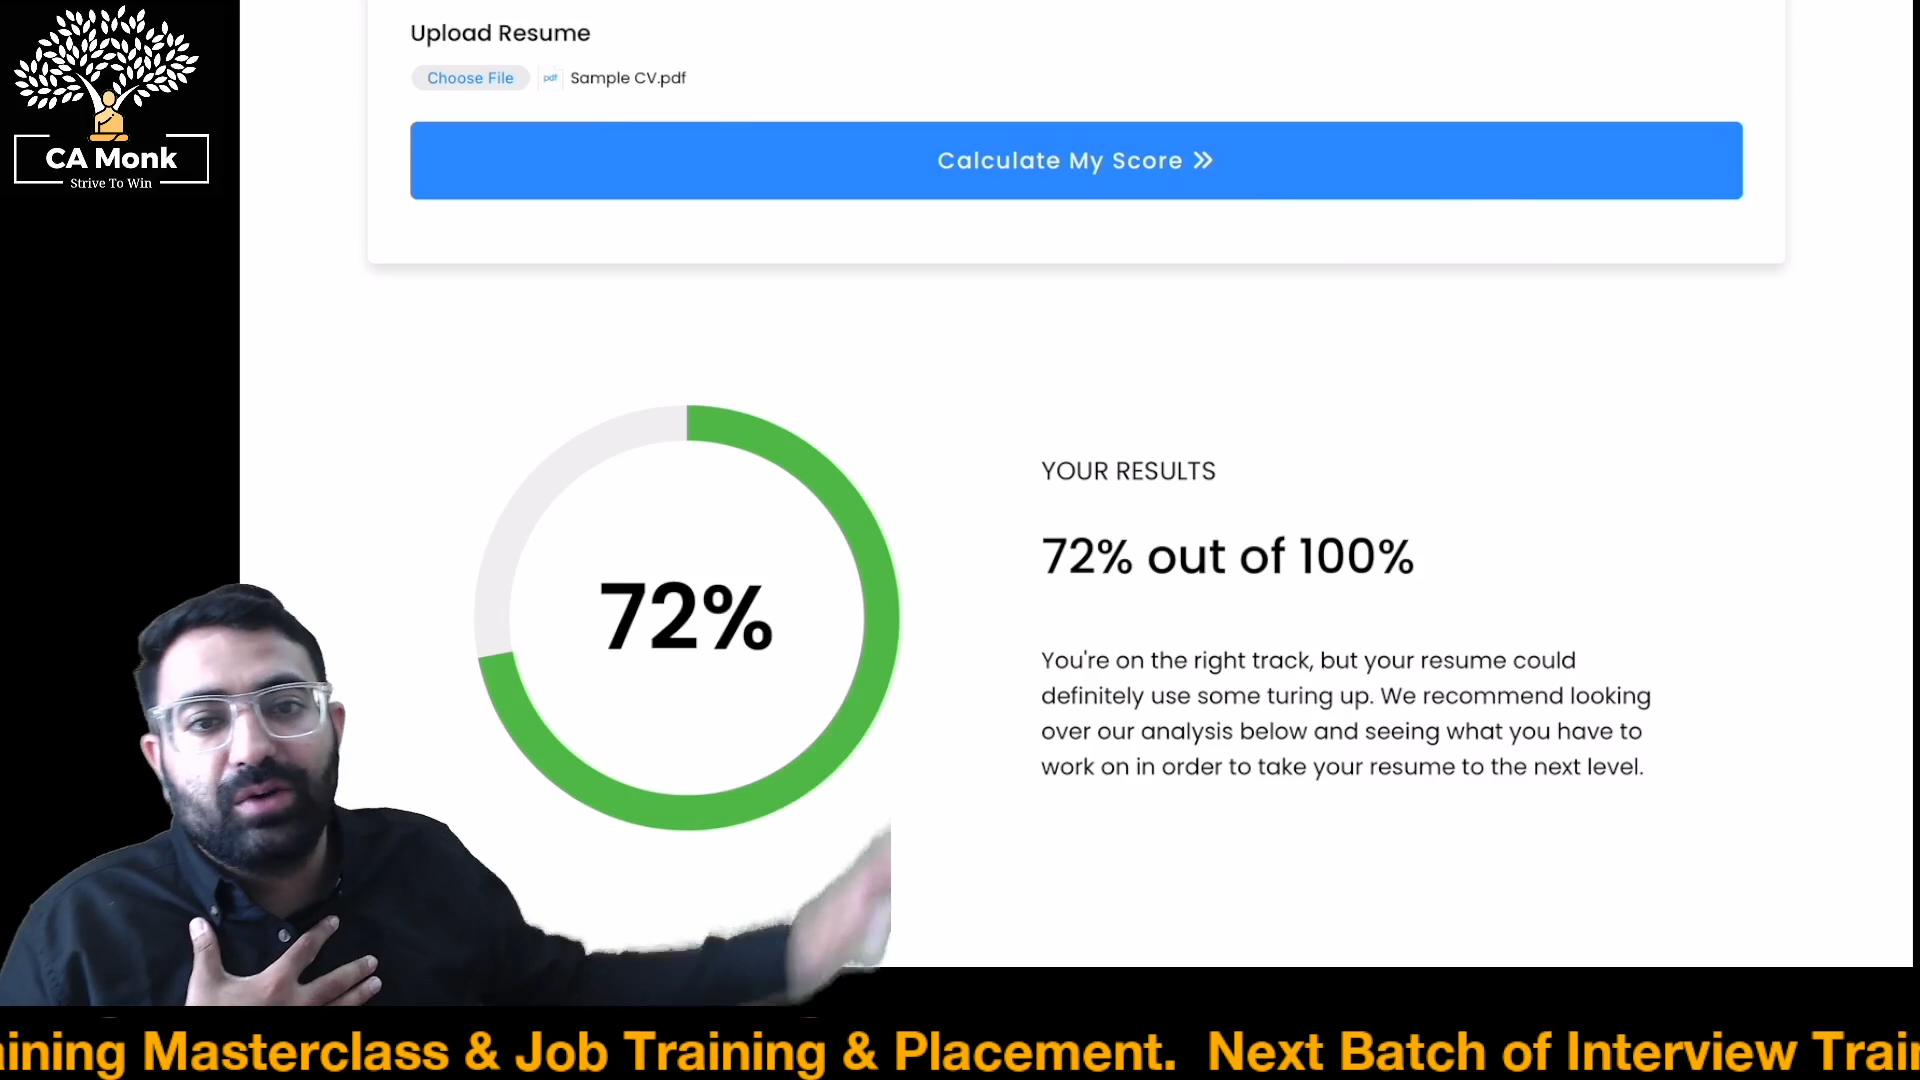 CA Monk
Strive To Win
Upload Resume
Choose File pdf Sample CV.pdf
Calculate My Score »
72%
YOUR RESULTS
72% out of 100%
You're on the right track, but your resume could
definitely use some turing up. We recommend looking
over our analysis below and seeing what you have to
work on in order to take your resume to the next level.
aining Masterclass & Job Training & Placement. Next Batch of Interview Train